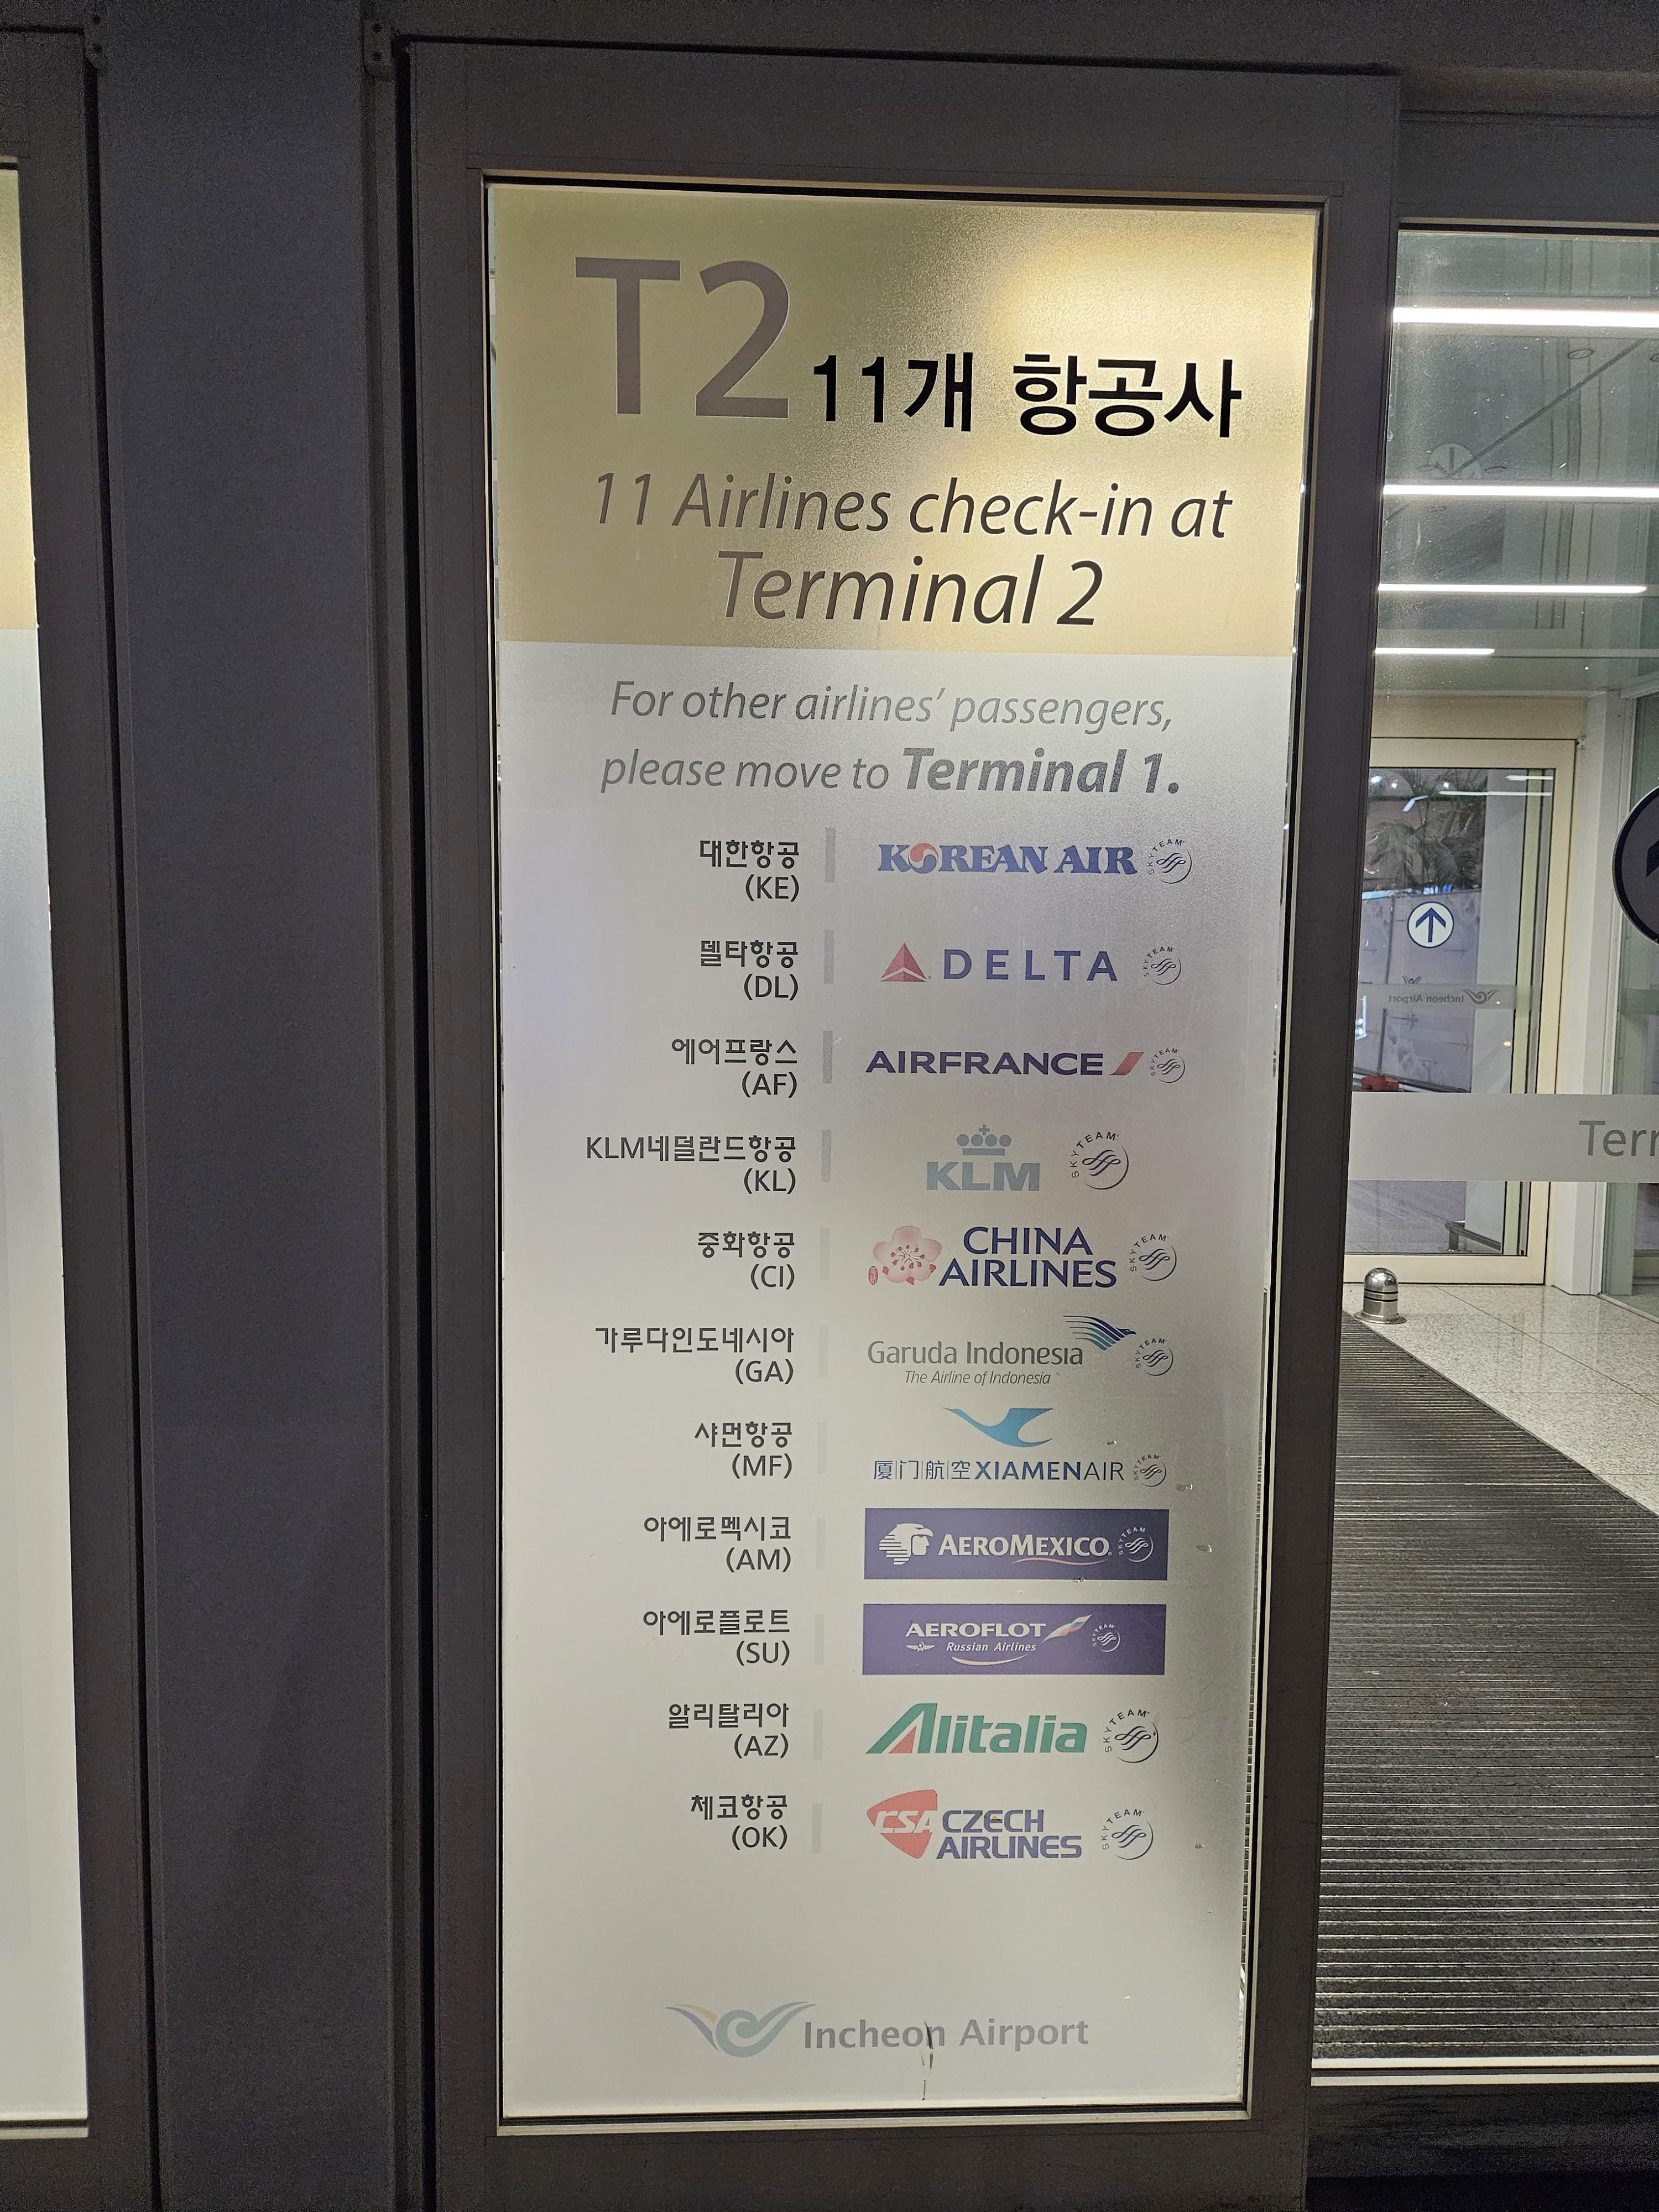 T2 11개 항공사
11 Airlines check-in at
Terminal 2
For other airlines' passengers,
please move to Terminal 1.
대한항공
(KE)
KOREAN AIR SKYTEAM
델타항공
(DL)
DELTA SKYTEAM
에어프랑스
(AF)
AIRFRANCE SKYTEAM
KLM네덜란드항공
(KL)
KLM SKYTEAM
중화항공
(CI)
CHINA
AIRLINES SKYTEAM
가루다인도네시아
(GA)
Garuda Indonesia SKYTEAM
The Airline of Indonesia
샤먼항공
(MF)
厦门航空 XIAMENAIR SKYTEAM
아에로멕시코
(AM)
AEROMEXICO SKYTEAM
아에로플로트
(SU)
AEROFLOT SKYTEAM
Russian Airlines
알리탈리아
(AZ)
Alitalia SKYTEAM
체코항공
(OK)
CSA CZECH
AIRLINES SKYTEAM
Incheon Airport
Incheon Airport